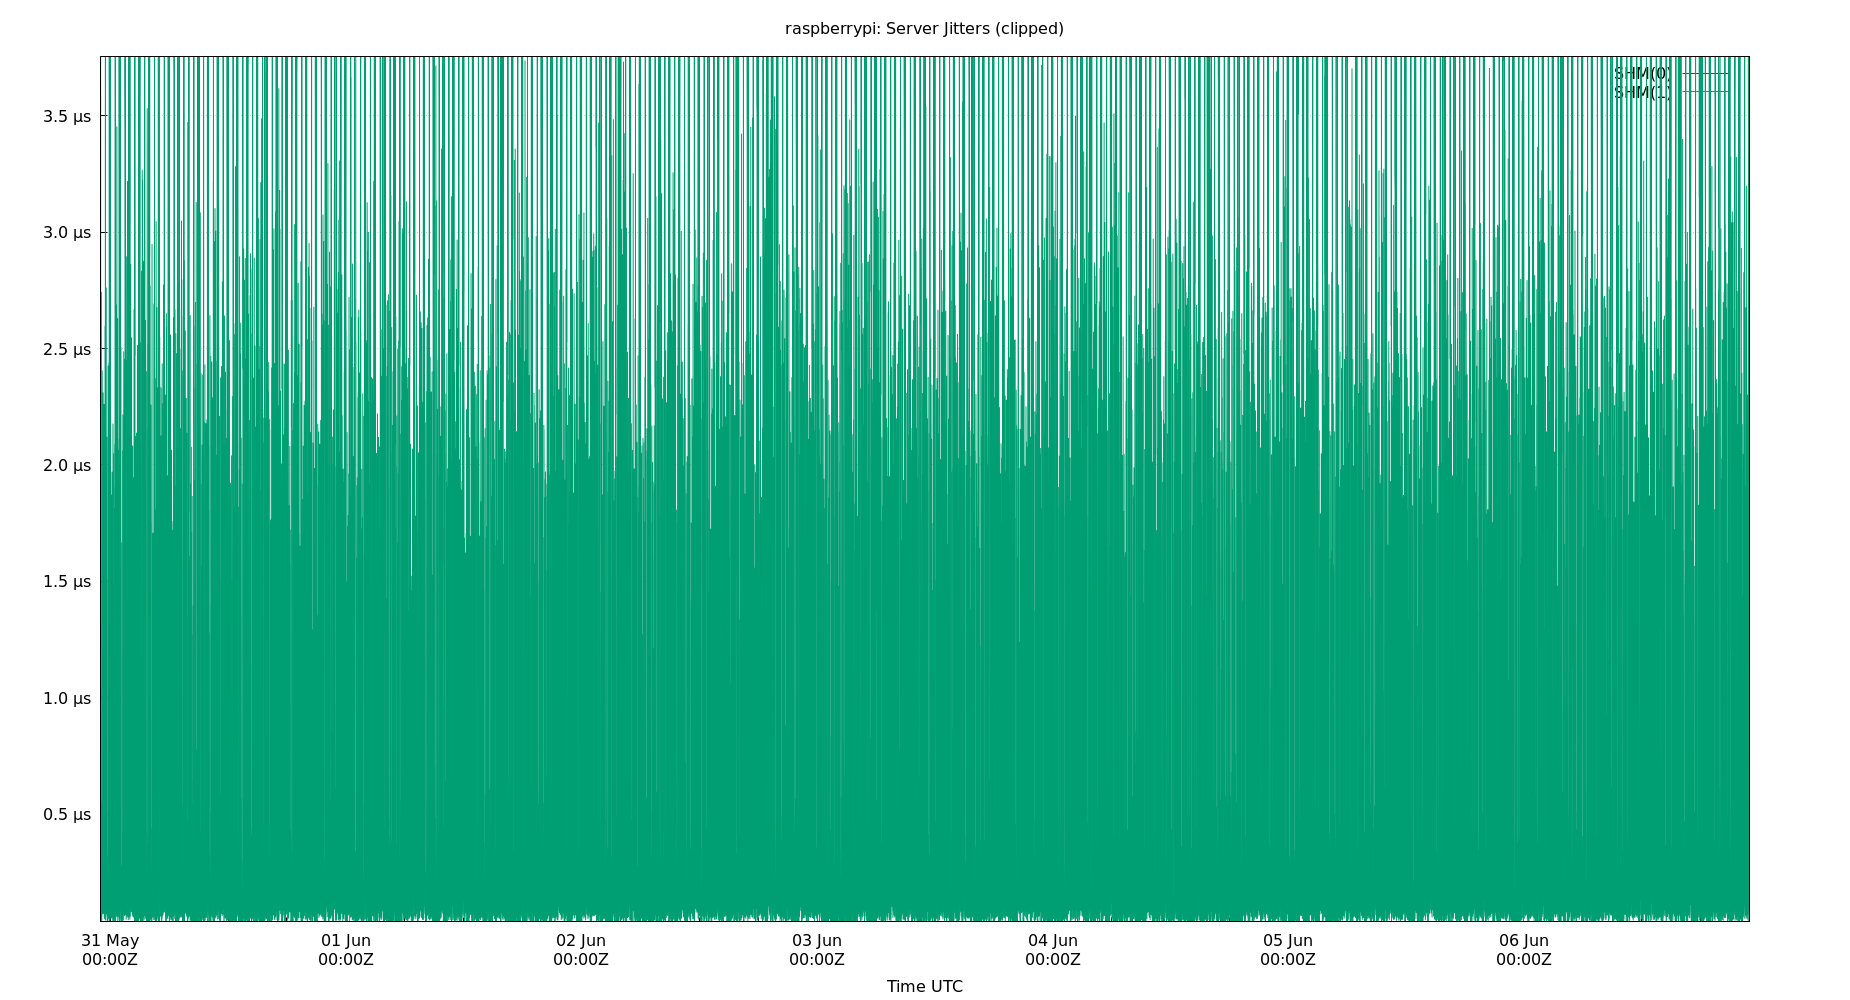 raspberrypi: Server Jitters (clipped)
SHM(0)
SHM(1)
3.5 µs
3.0 µs
2.5 µs
2.0 µs
1.5 µs
1.0 µs
0.5 µs
31 May 01 Jun 02 Jun 03 Jun 04 Jun 05 Jun 06 Jun
00:00Z 00:00Z 00:00Z 00:00Z 00:00Z 00:00Z 00:00Z
Time UTC